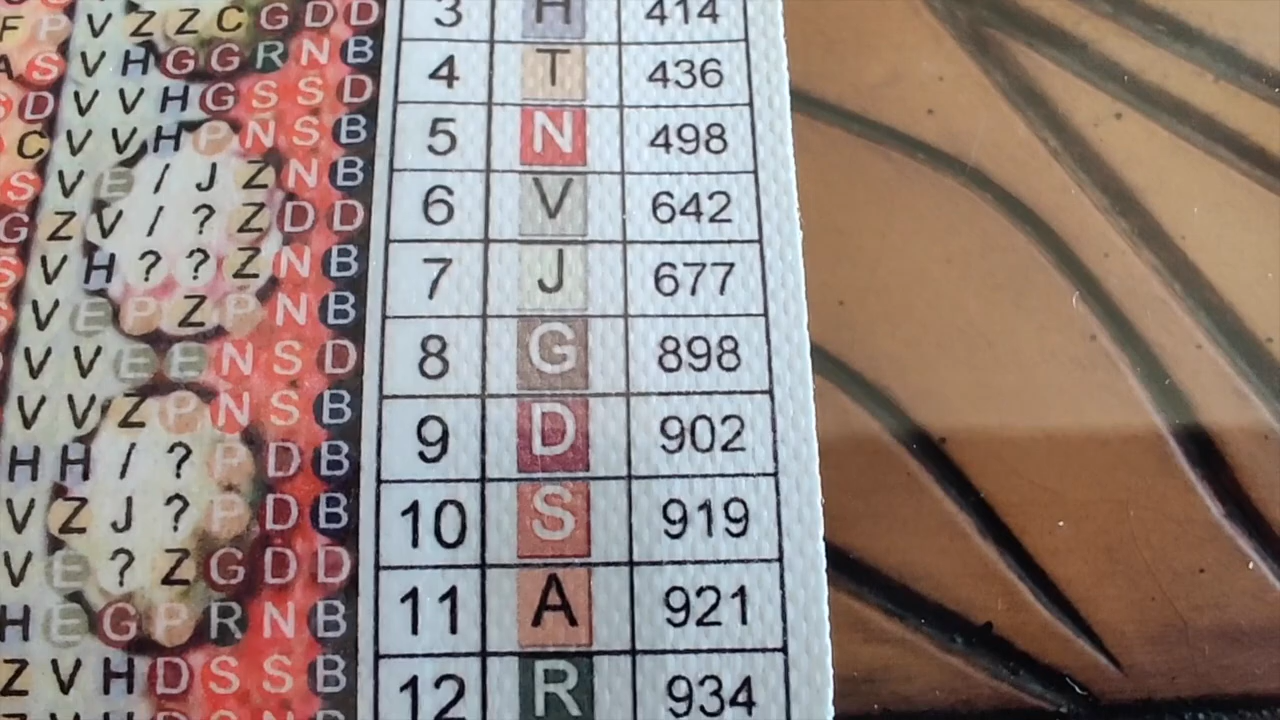 F P V Z Z C G D D
A S V H G G R N B
D V V H G S S D
C V V H P N S B
S V E / J Z N B
G Z V / ? Z D D
S V H ? ? Z N B
V E P Z P N B
V V E E N S D
V V Z P N S B
H H / ? P D B
V Z J ? P D B
V E ? Z G D D
H E G P R N B
Z V H D S S B
3 H 414
4 T 436
5 N 498
6 V 642
7 J 677
8 G 898
9 D 902
10 S 919
11 A 921
12 R 934